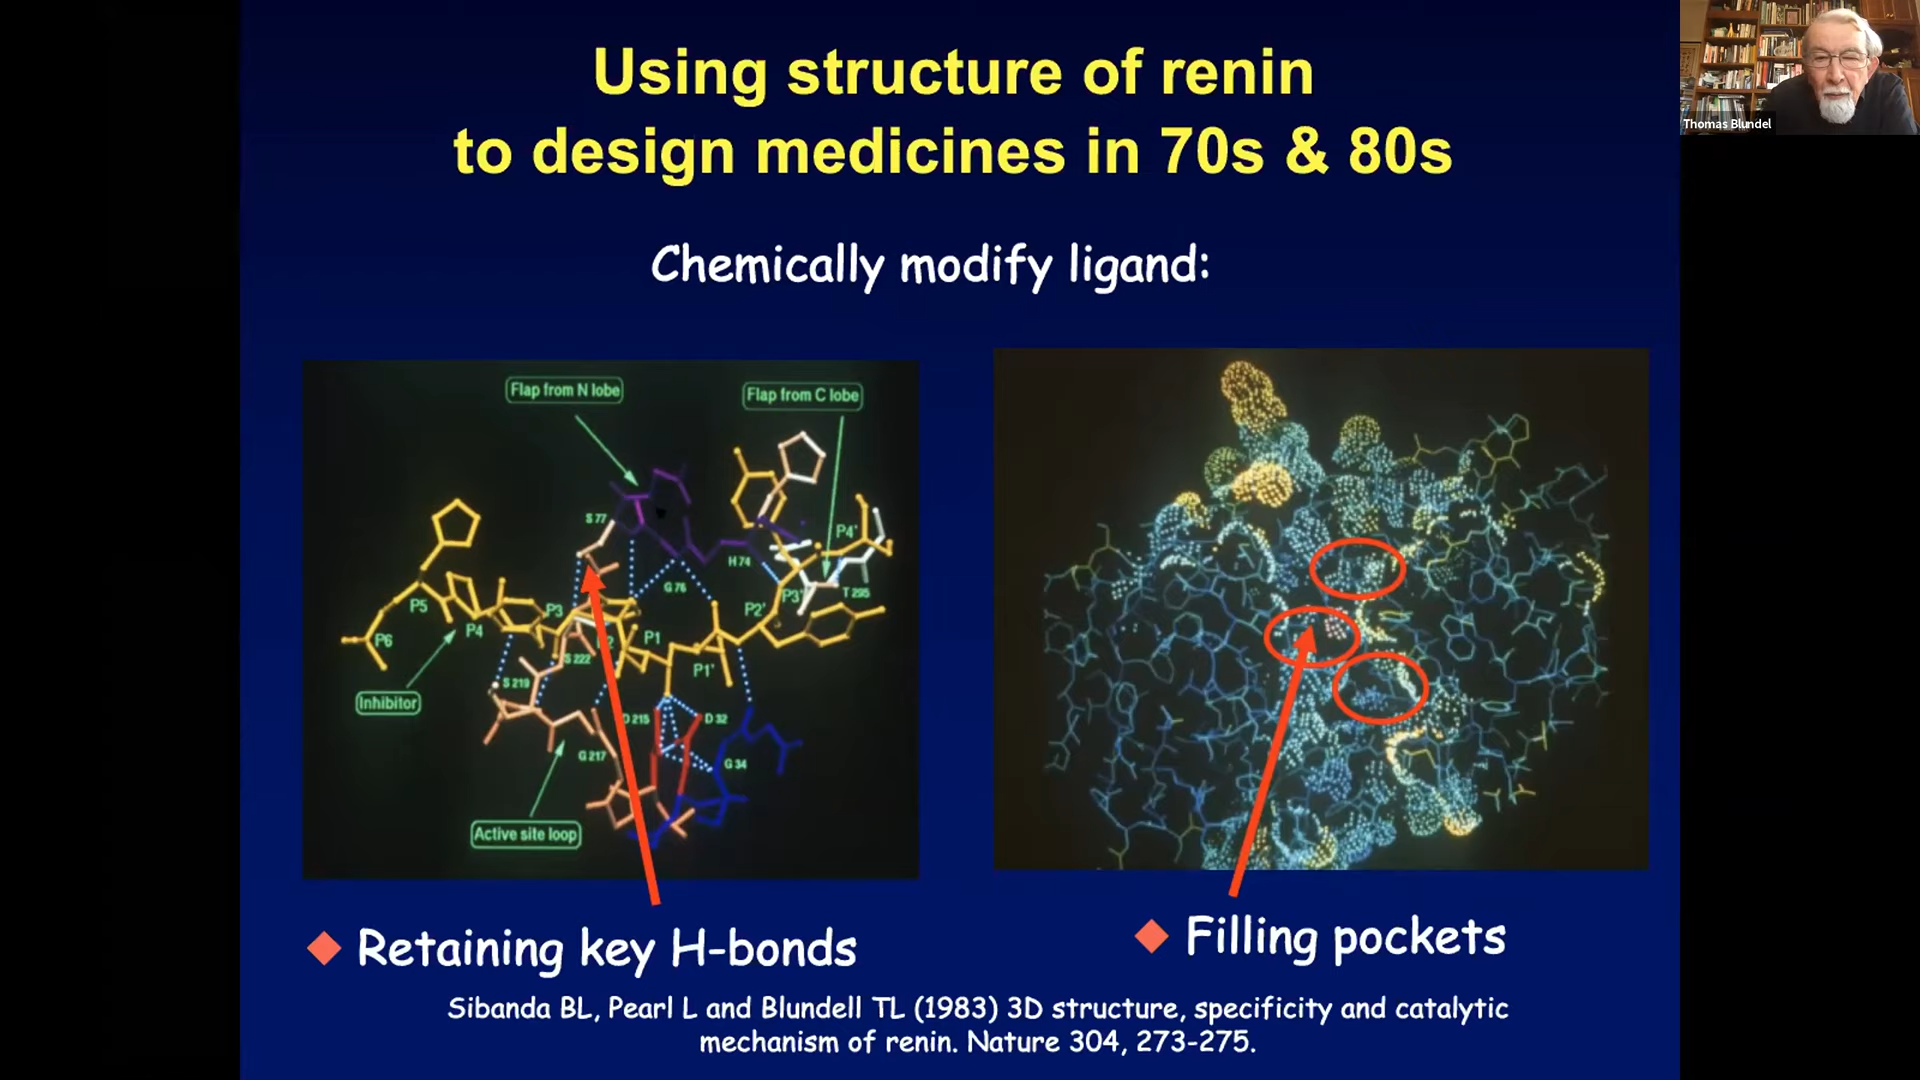 Using structure of renin
to design medicines in 70s & 80s
Thomas Blundel
Chemically modify ligand:
Flap from N lobe
Flap from C lobe
S 77
P4'
H 74
G 76
T 295
P5
P3
P2'
P3'
P6
P4
P1
S 222
P1'
S 219
Inhibitor
D 215
D 32
G 217
G 34
Active site loop
◆ Retaining key H-bonds
◆ Filling pockets
Sibanda BL, Pearl L and Blundell TL (1983) 3D structure, specificity and catalytic
mechanism of renin. Nature 304, 273-275.